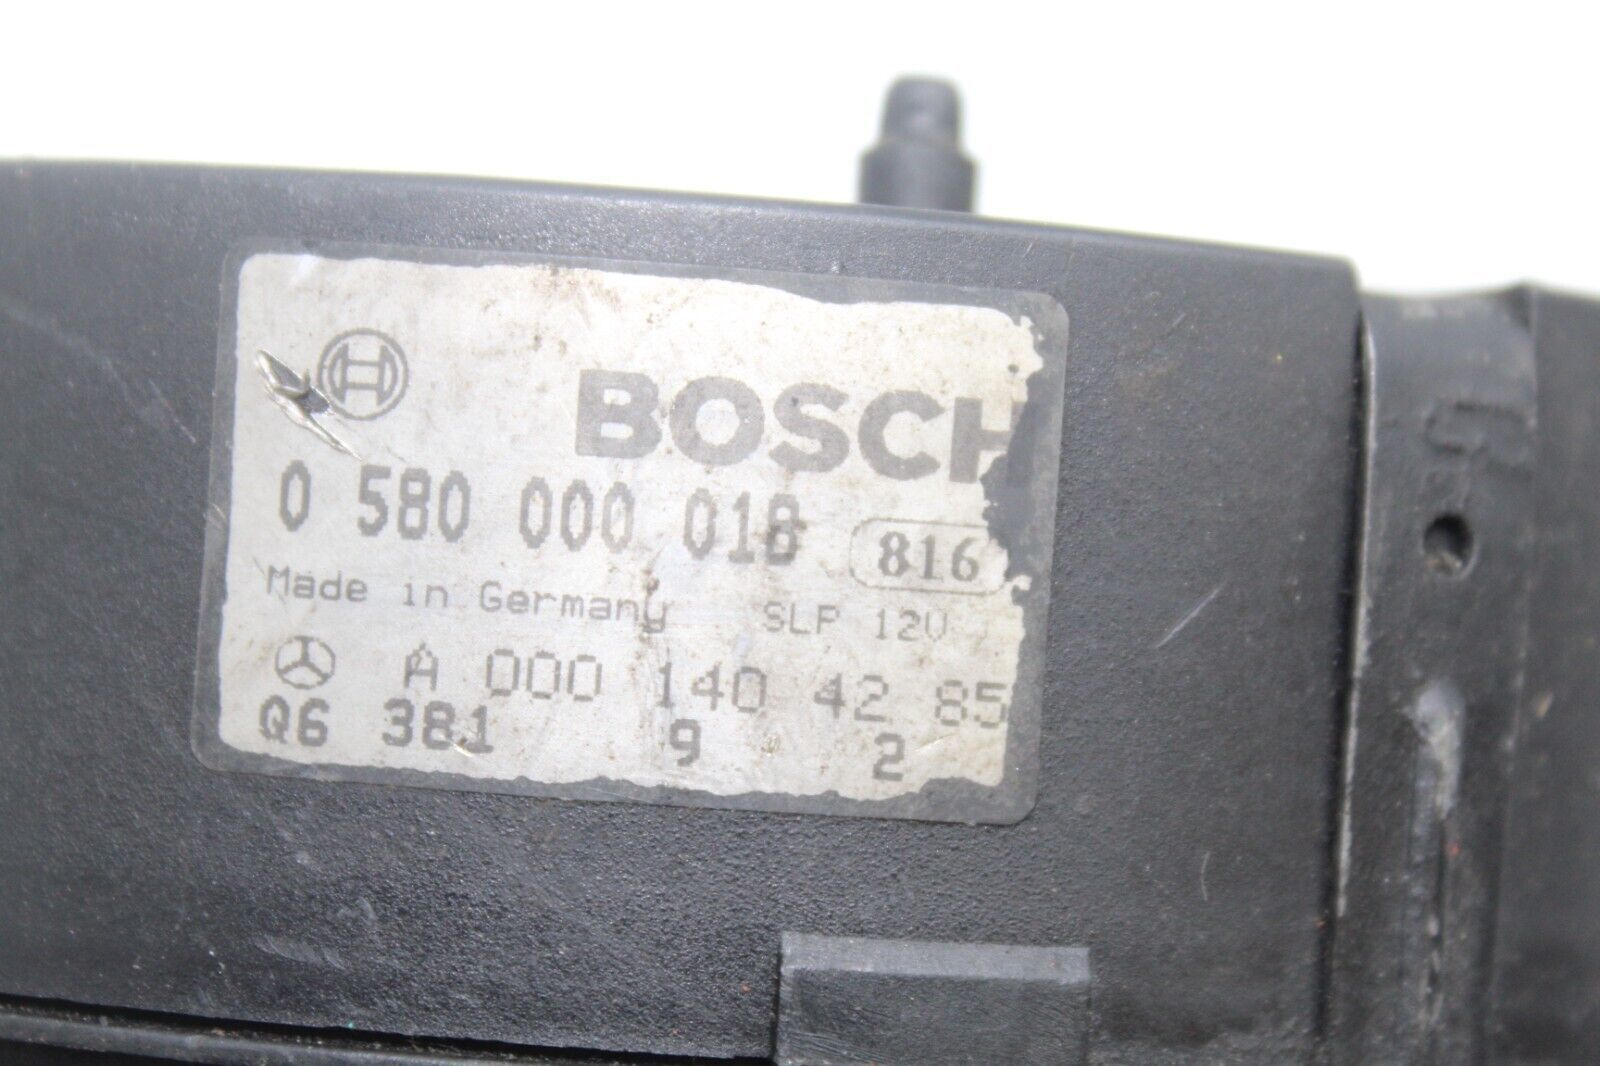 BOSCH
0 580 000 018 816
Made in Germany SLP 12V
A 000 140 42 85
Q6 381 9 2